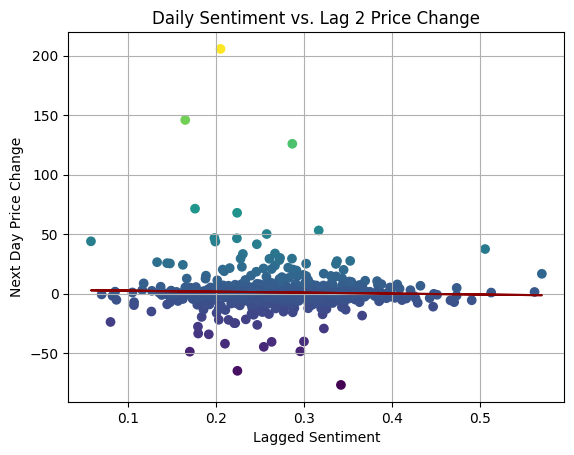 Daily Sentiment vs. Lag 2 Price Change
Next Day Price Change
200
150
100
50
0
−50
0.1 0.2 0.3 0.4 0.5
Lagged Sentiment